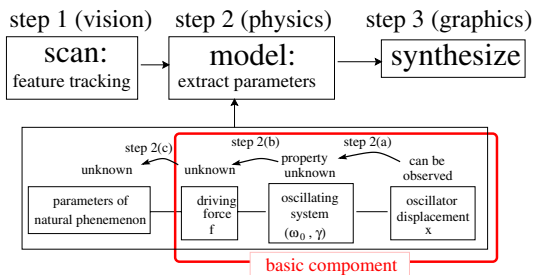 step 1 (vision)
step 2 (physics)
step 3 (graphics)
scan:
feature tracking
model:
extract parameters
synthesize
step 2(c)
step 2(b)
step 2(a)
unknown
unknown
property
unknown
can be
observed
parameters of
natural phenemenon
driving
force
f
oscillating
system
(ω₀ , γ)
oscillator
displacement
x
basic compoment